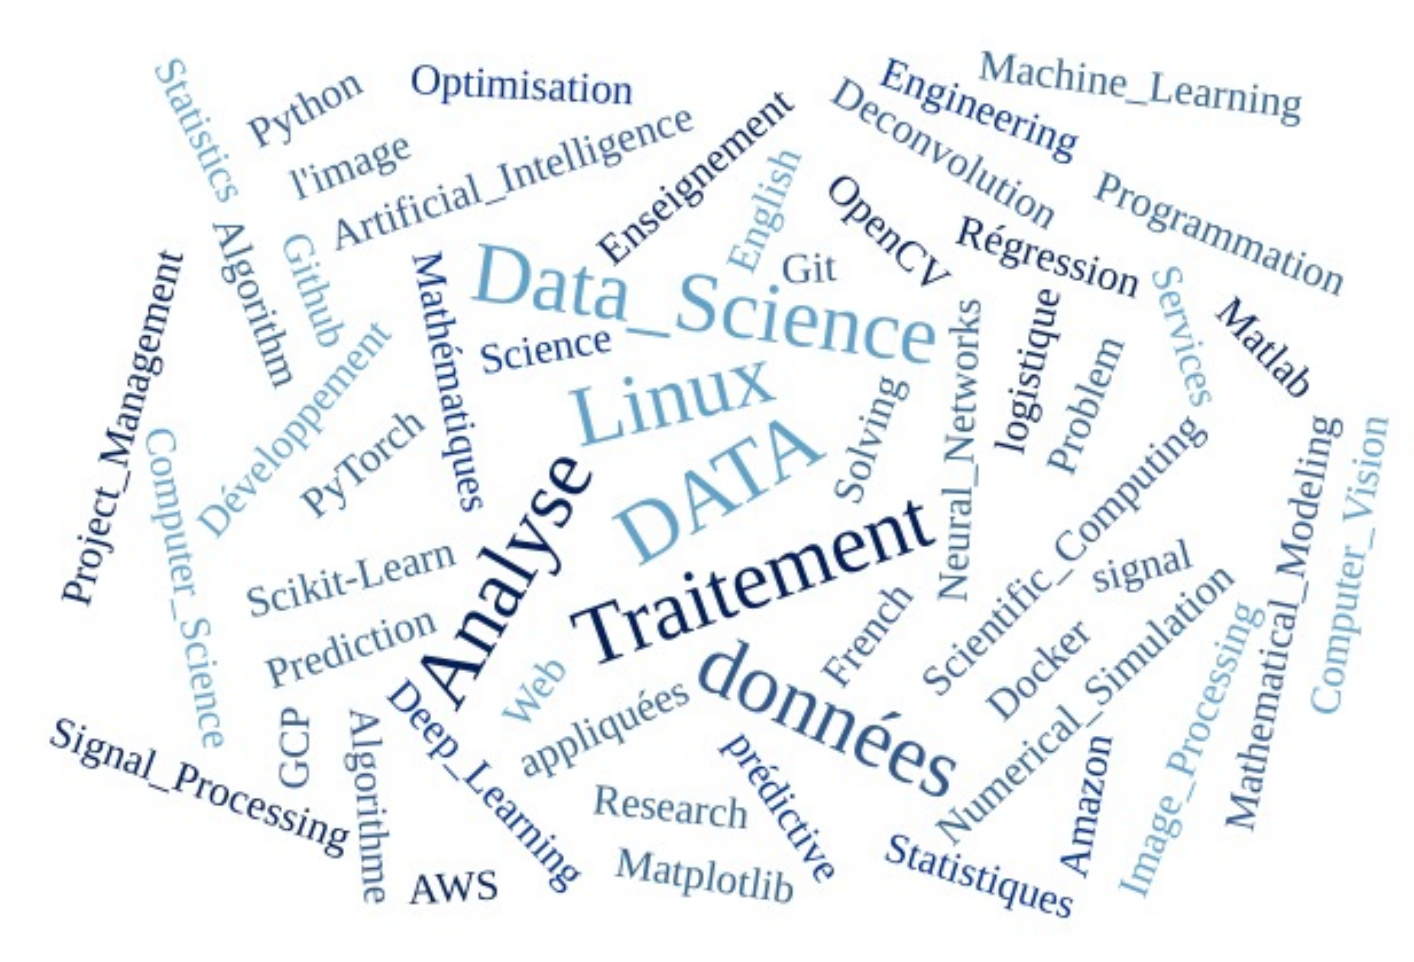 Statistics
Python
Optimisation
Machine_Learning
Engineering
Deconvolution
l'image
Artificial_Intelligence
Enseignement
English
OpenCV
Programmation
Régression
Algorithm
Github
Mathématiques
Data_Science
Git
Services
Matlab
Project_Management
Développement
Science
Linux
Neural_Networks
logistique
Problem
Solving
PyTorch
Computer_Science
Analyse
DATA
Scientific_Computing
Mathematical_Modeling
Computer_Vision
Scikit-Learn
Traitement
signal
Prediction
Web
French
Docker
Numerical_Simulation
Image_Processing
données
appliquées
Signal_Processing
GCP
Algorithme
Deep_Learning
Research
prédictive
Amazon
AWS
Matplotlib
Statistiques